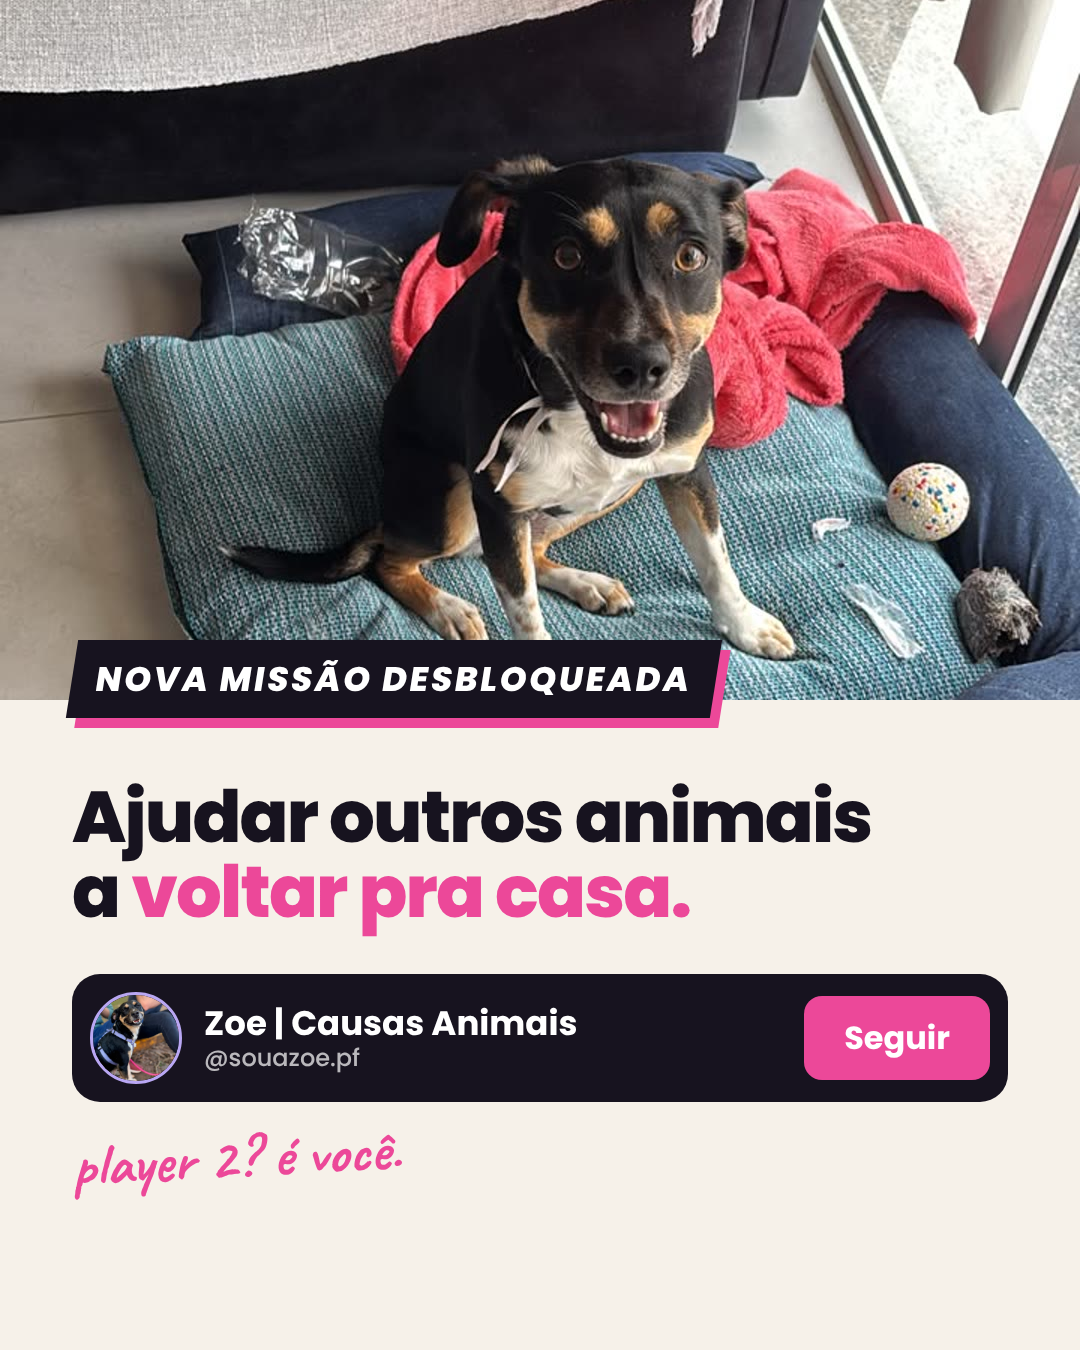 NOVA MISSÃO DESBLOQUEADA
Ajudar outros animais
a voltar pra casa.
Zoe | Causas Animais
@souazoe.pf
Seguir
player 2? é você.